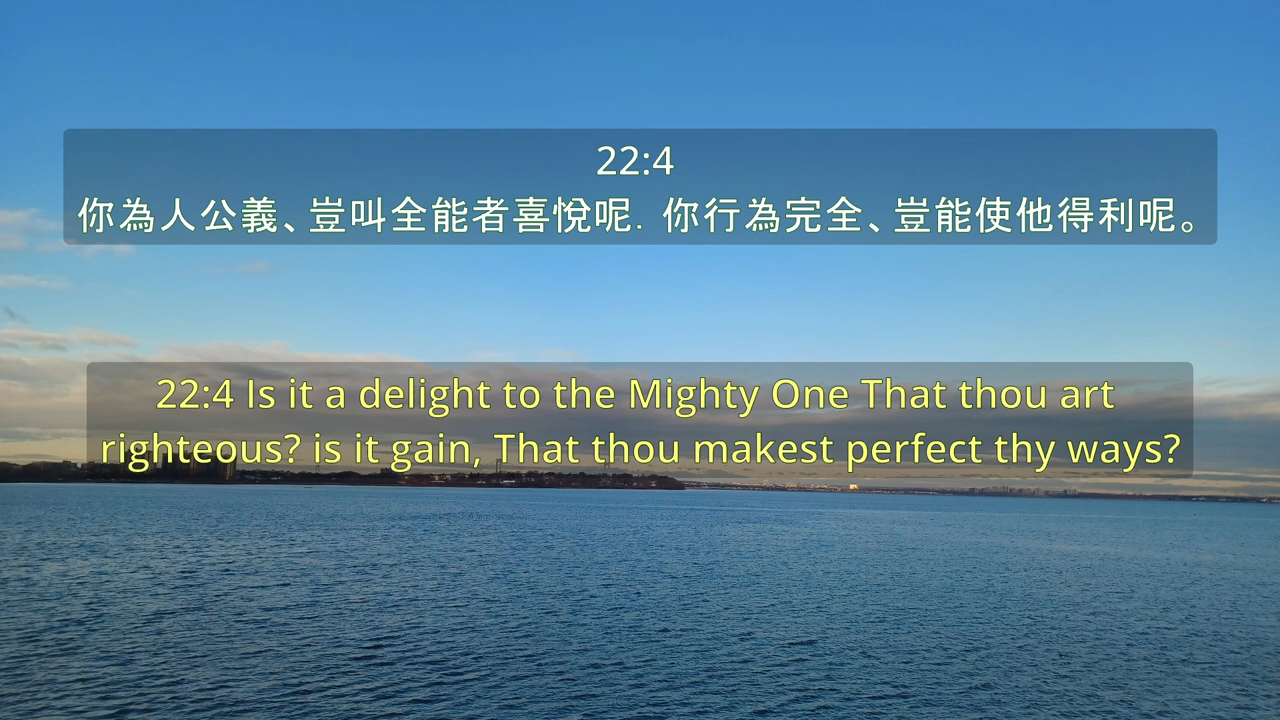 22:4
你為人公義、豈叫全能者喜悅呢. 你行為完全、豈能使他得利呢。
22:4 Is it a delight to the Mighty One That thou art
righteous? is it gain, That thou makest perfect thy ways?